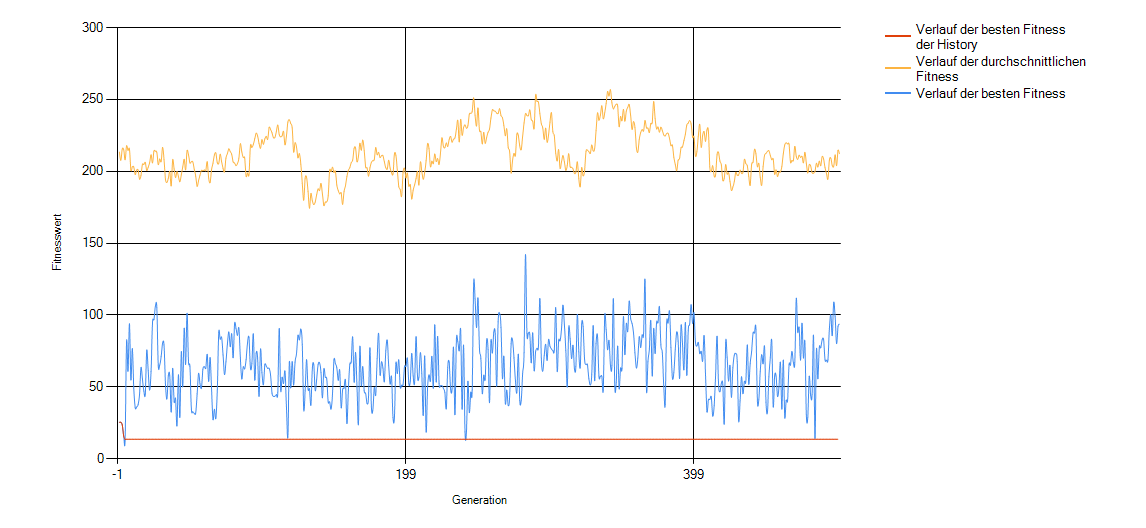 300
250
200
150
100
50
0
-1
199
399
Fitnesswert
Generation
Verlauf der besten Fitness
der History
Verlauf der durchschnittlichen
Fitness
Verlauf der besten Fitness